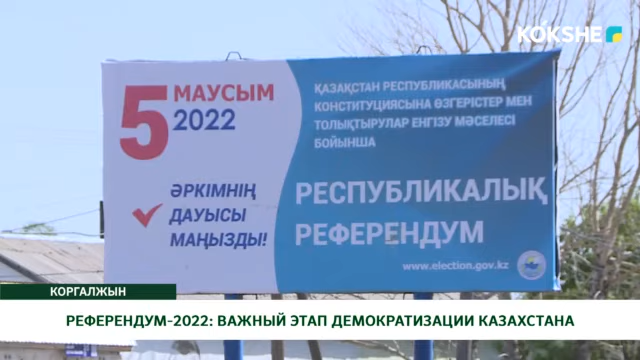 KÖKSHE
5 МАУСЫМ
2022
ӘРКІМНІҢ
ДАУЫСЫ
МАҢЫЗДЫ!
ҚАЗАҚСТАН РЕСПУБЛИКАСЫНЫҢ
КОНСТИТУЦИЯСЫНА ӨЗГЕРІСТЕР МЕН
ТОЛЫҚТЫРУЛАР ЕНГІЗУ МӘСЕЛЕСІ
БОЙЫНША
РЕСПУБЛИКАЛЫҚ
РЕФЕРЕНДУМ
www.election.gov.kz
КОРГАЛЖЫН
РЕФЕРЕНДУМ-2022: ВАЖНЫЙ ЭТАП ДЕМОКРАТИЗАЦИИ КАЗАХСТАНА